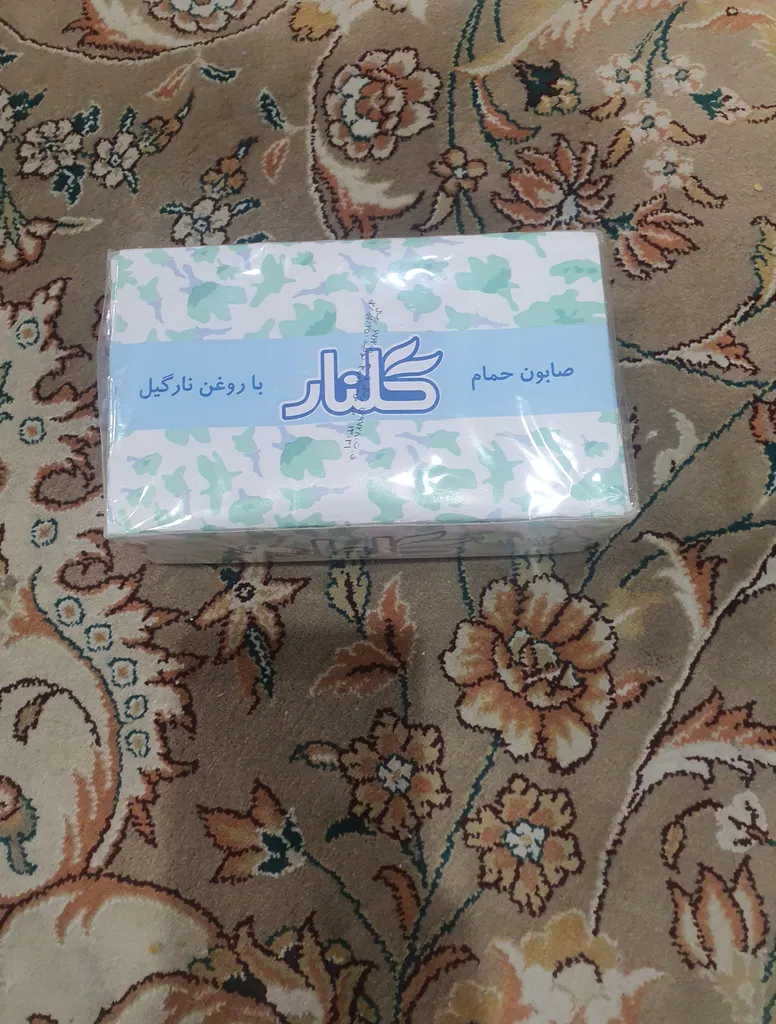 صابون حمام
گلنار
با روغن نارگیل